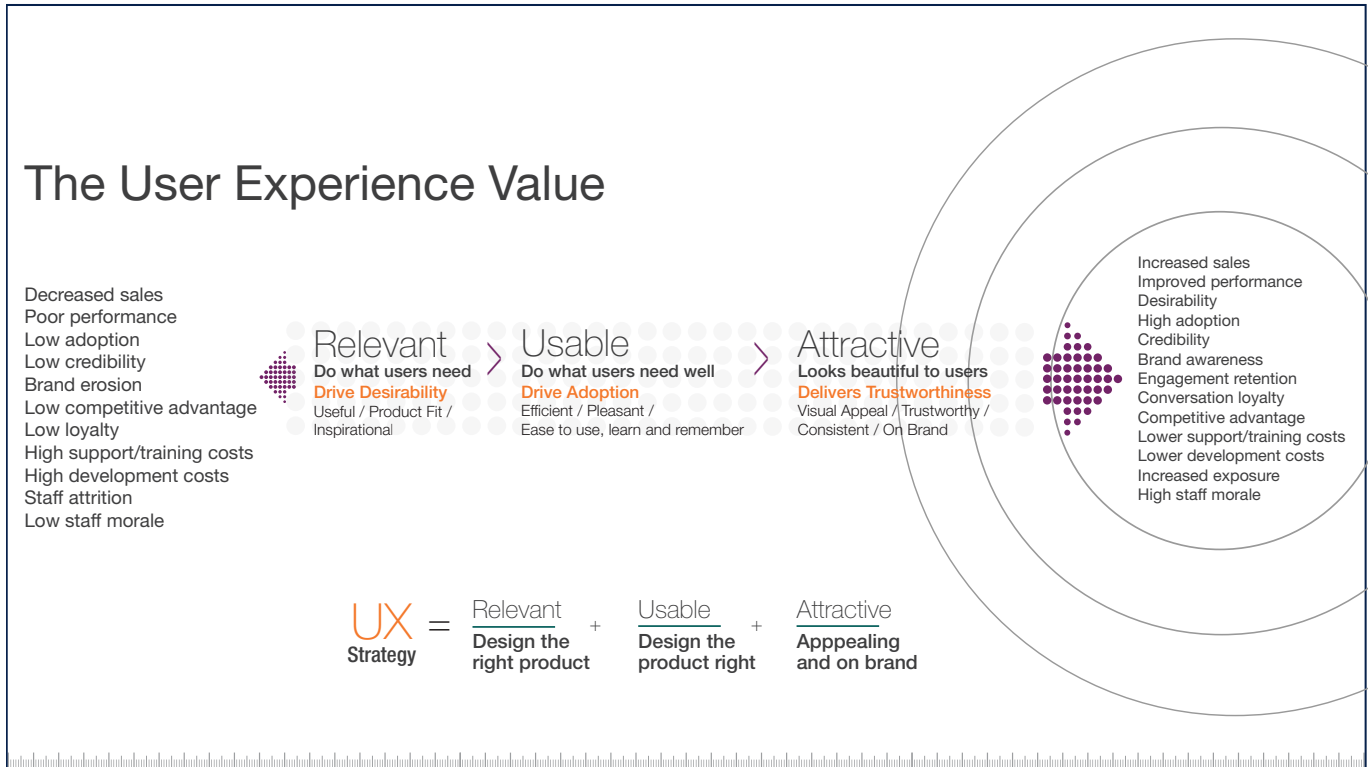 The User Experience Value
Decreased sales
Poor performance
Low adoption
Low credibility
Brand erosion
Low competitive advantage
Low loyalty
High support/training costs
High development costs
Staff attrition
Low staff morale
Relevant
Do what users need
Drive Desirability
Useful / Product Fit /
Inspirational
Usable
Do what users need well
Drive Adoption
Efficient / Pleasant /
Ease to use, learn and remember
Attractive
Looks beautiful to users
Delivers Trustworthiness
Visual Appeal / Trustworthy /
Consistent / On Brand
Increased sales
Improved performance
Desirability
High adoption
Credibility
Brand awareness
Engagement retention
Conversation loyalty
Competitive advantage
Lower support/training costs
Lower development costs
Increased exposure
High staff morale
UX
Strategy
=
Relevant
Design the
right product
+
Usable
Design the
product right
+
Attractive
Apppealing
and on brand